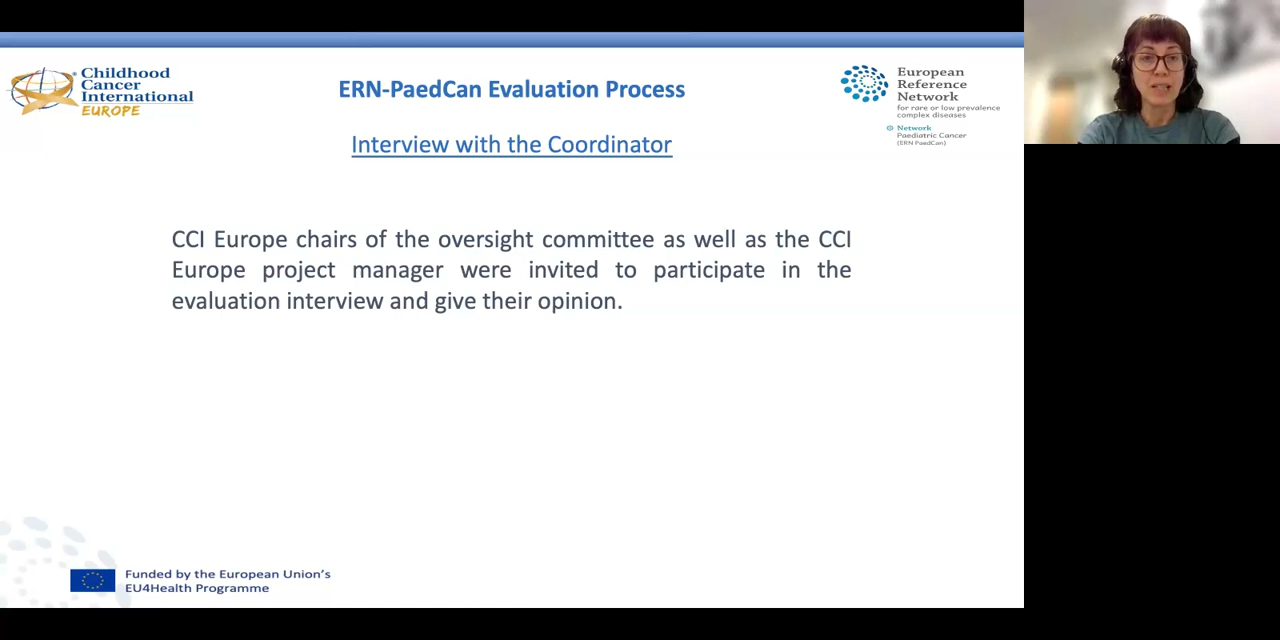 Childhood
Cancer
International
EUROPE
ERN-PaedCan Evaluation Process
Interview with the Coordinator
European
Reference
Network
for rare or low prevalence
complex diseases
Network
Paediatric Cancer
(ERN PaedCan)
CCI Europe chairs of the oversight committee as well as the CCI
Europe project manager were invited to participate in the
evaluation interview and give their opinion.
Funded by the European Union’s
EU4Health Programme